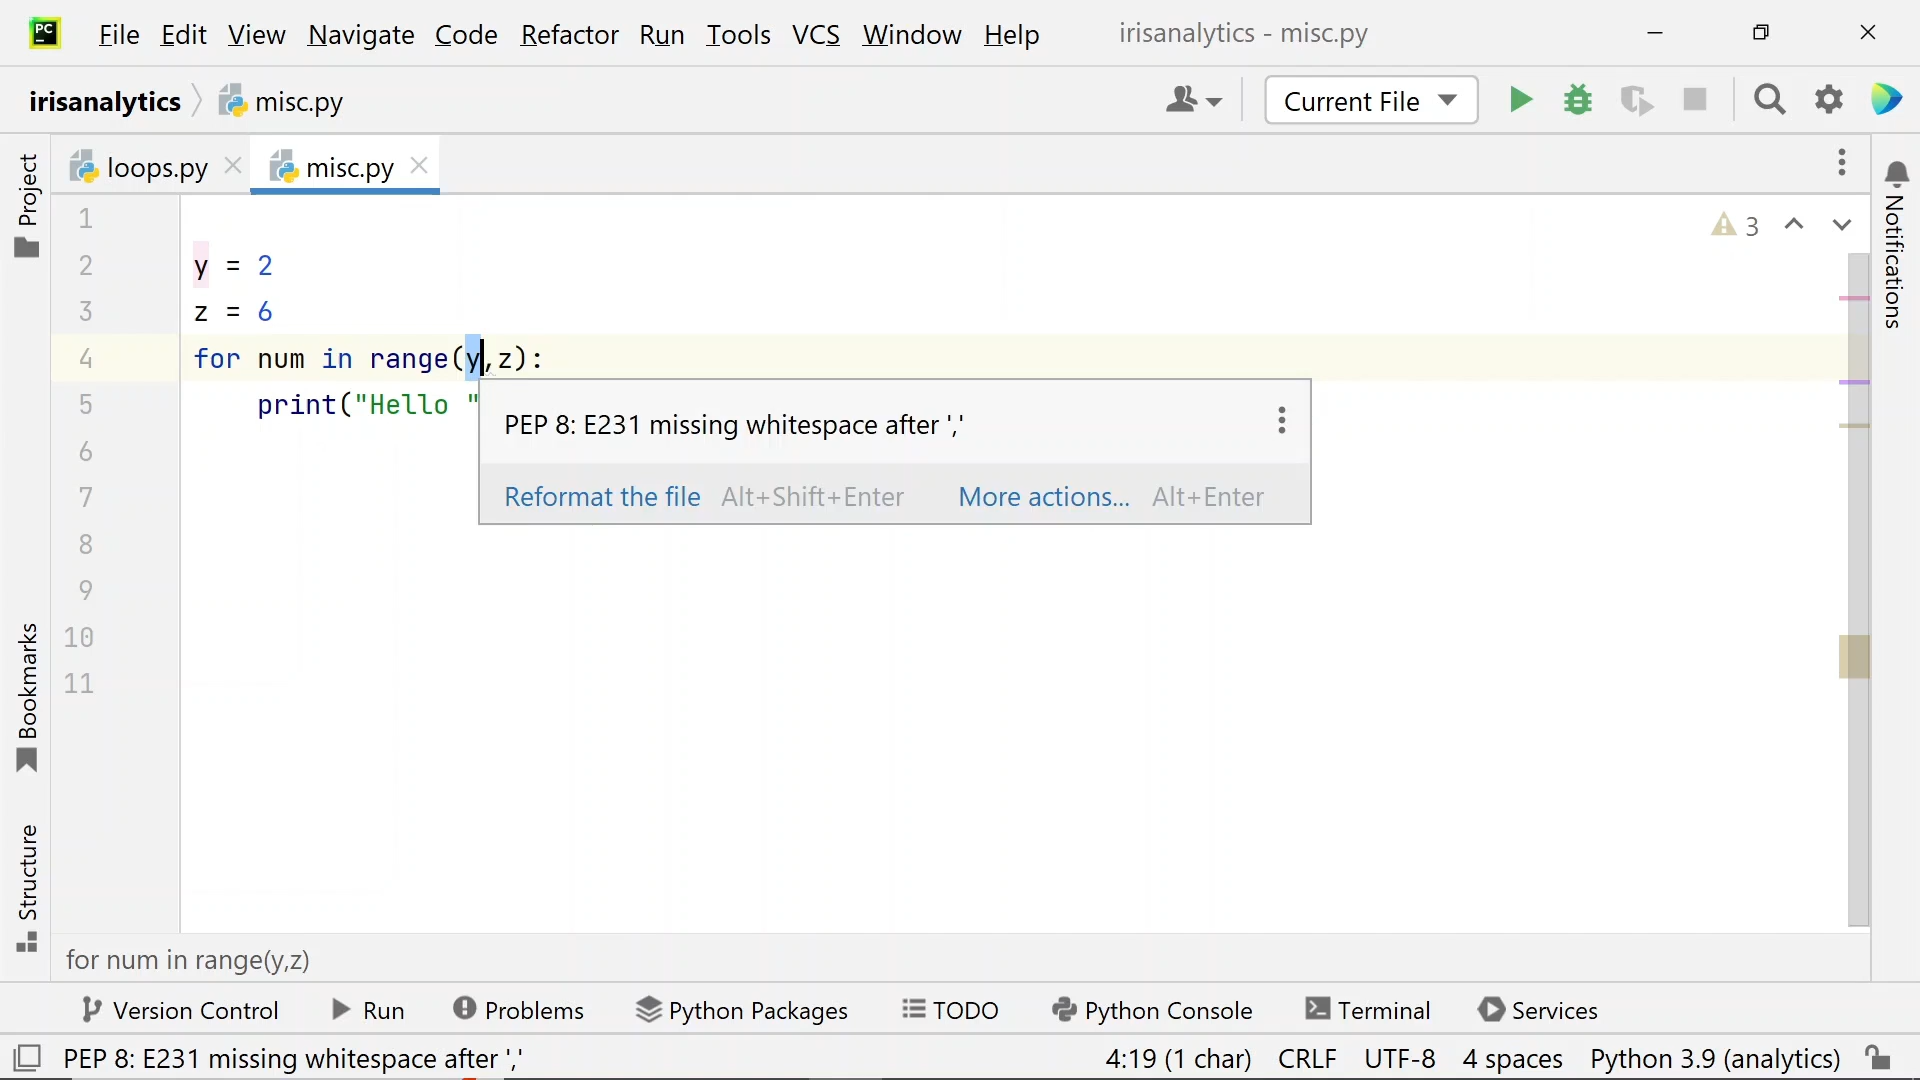 PC
File Edit View Navigate Code Refactor Run Tools VCS Window Help irisanalytics - misc.py
irisanalytics misc.py Current File
loops.py misc.py
Project
Notifications
Bookmarks
Structure
3
1
2 y = 2
3 z = 6
4 for num in range(y,z):
5 print("Hello "
6
7
8
9
10
11
PEP 8: E231 missing whitespace after ','
Reformat the file Alt+Shift+Enter More actions... Alt+Enter
for num in range(y,z)
Version Control Run Problems Python Packages TODO Python Console Terminal Services
PEP 8: E231 missing whitespace after ',' 4:19 (1 char) CRLF UTF-8 4 spaces Python 3.9 (analytics)